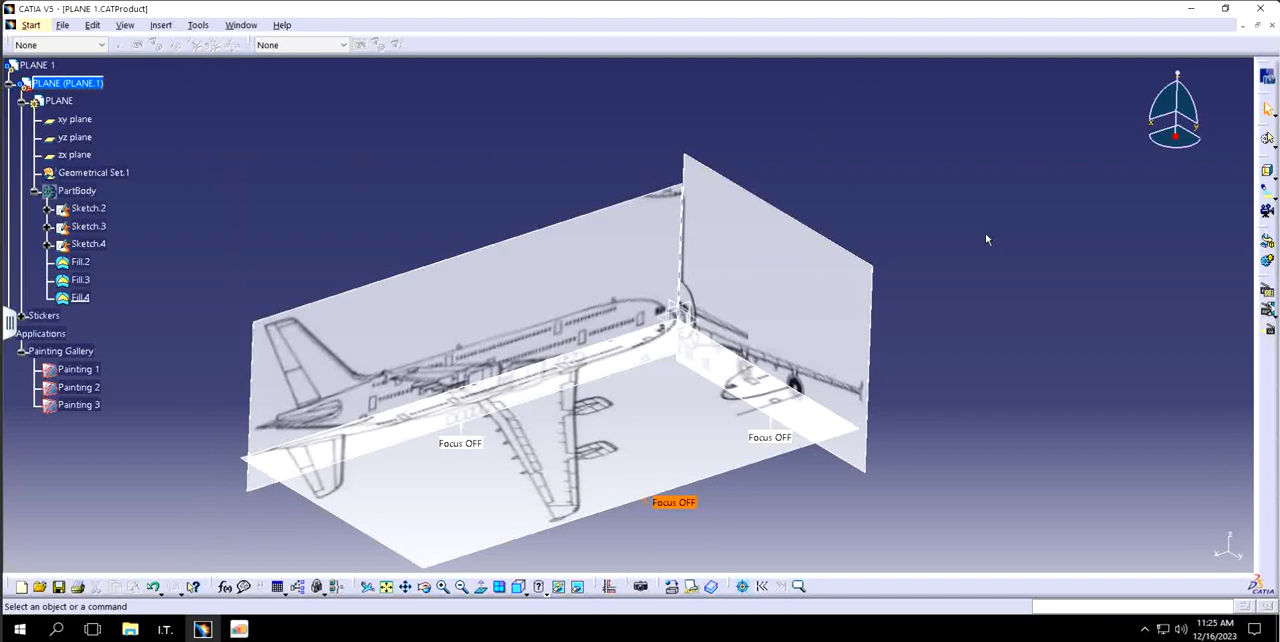 CATIA V5 - [PLANE 1.CATProduct]
Start File Edit View Insert Tools Window Help
None None
PLANE 1
PLANE (PLANE.1)
PLANE
xy plane
yz plane
zx plane
Geometrical Set.1
PartBody
Sketch.2
Sketch.3
Sketch.4
Fill.2
Fill.3
Fill.4
Stickers
Applications
Painting Gallery
Painting 1
Painting 2
Painting 3
Focus OFF
Focus OFF
Focus OFF
x y
z
x y
f(x)
CATIA
Select an object or a command
I.T.
11:25 AM
12/16/2023